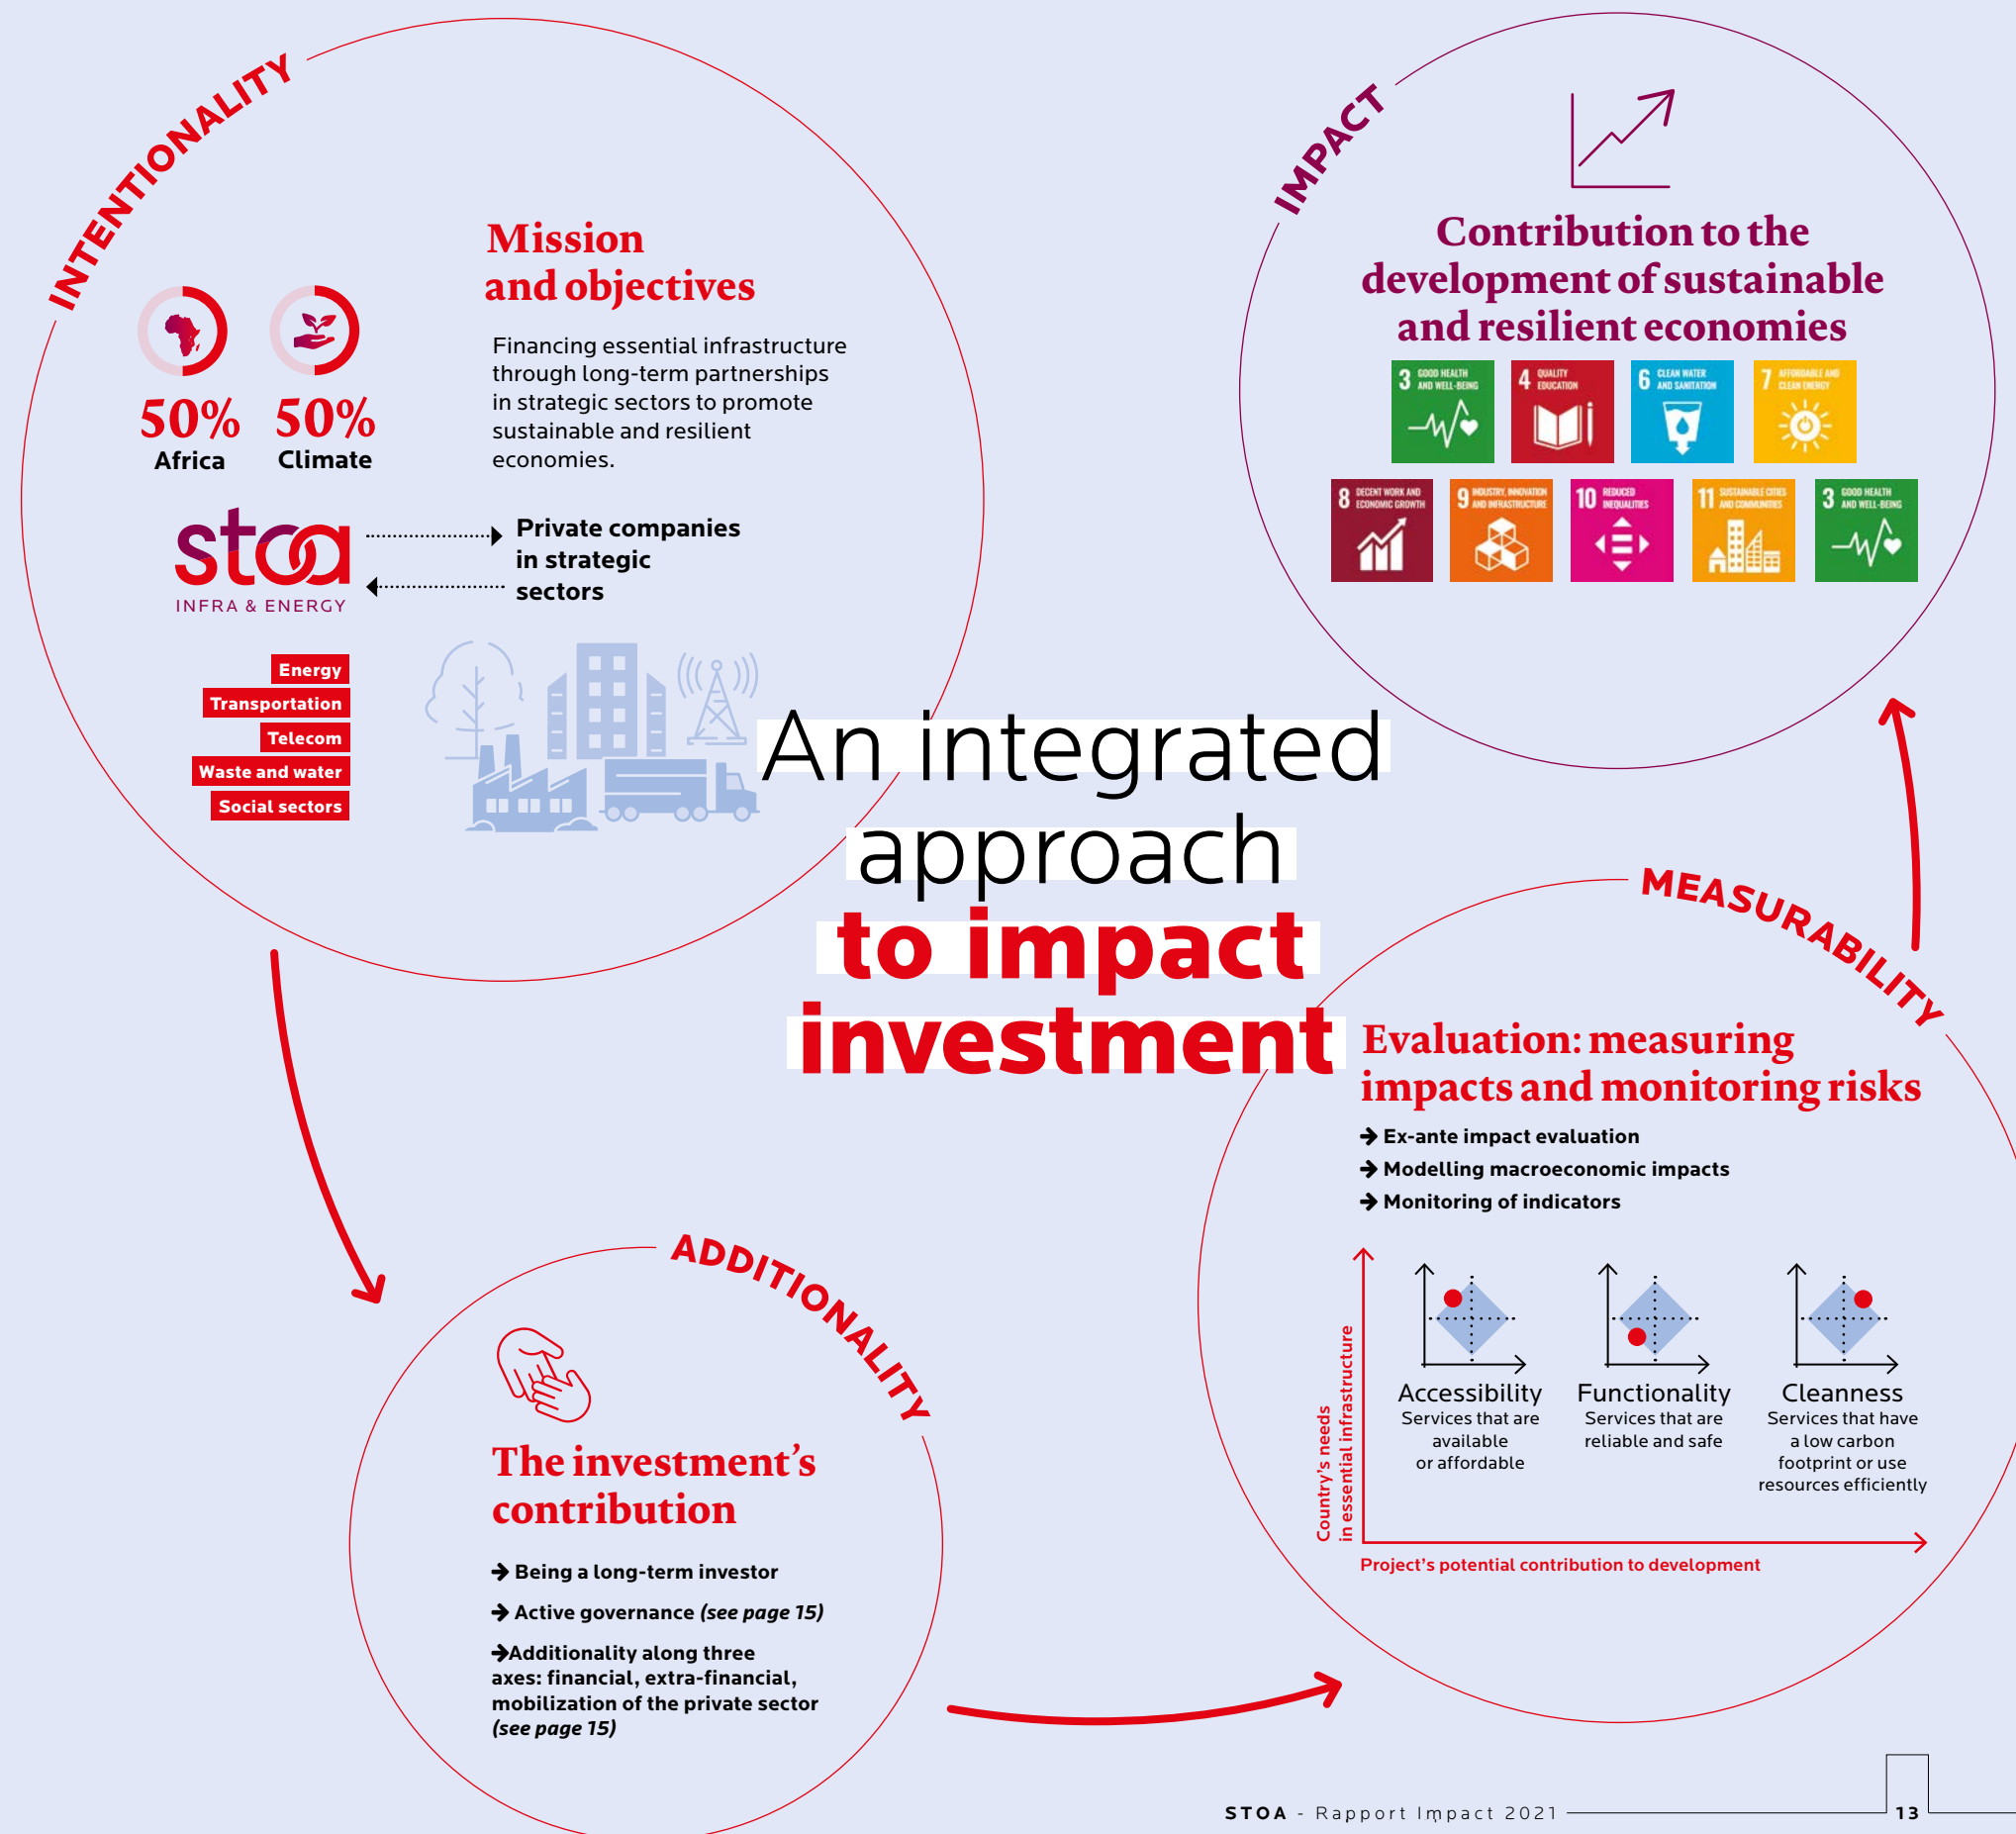 INTENTIONALITY
Mission
and objectives
Financing essential infrastructure
through long-term partnerships
in strategic sectors to promote
sustainable and resilient
economies.
50%
Africa
50%
Climate
stoa
INFRA & ENERGY
Private companies
in strategic
sectors
Energy
Transportation
Telecom
Waste and water
Social sectors
An integrated
approach
to impact
investment
ADDITIONALITY
The investment’s
contribution
Being a long-term investor
Active governance (see page 15)
Additionality along three
axes: financial, extra-financial,
mobilization of the private sector
(see page 15)
MEASURABILITY
Evaluation: measuring
impacts and monitoring risks
Ex-ante impact evaluation
Modelling macroeconomic impacts
Monitoring of indicators
Country’s needs
in essential infrastructure
Accessibility
Services that are
available
or affordable
Functionality
Services that are
reliable and safe
Cleanness
Services that have
a low carbon
footprint or use
resources efficiently
Project’s potential contribution to development
IMPACT
Contribution to the
development of sustainable
and resilient economies
3 GOOD HEALTH
AND WELL-BEING
4 QUALITY
EDUCATION
6 CLEAN WATER
AND SANITATION
7 AFFORDABLE AND
CLEAN ENERGY
8 DECENT WORK AND
ECONOMIC GROWTH
9 INDUSTRY, INNOVATION
AND INFRASTRUCTURE
10 REDUCED
INEQUALITIES
11 SUSTAINABLE CITIES
AND COMMUNITIES
3 GOOD HEALTH
AND WELL-BEING
STOA - Rapport Impact 2021
13